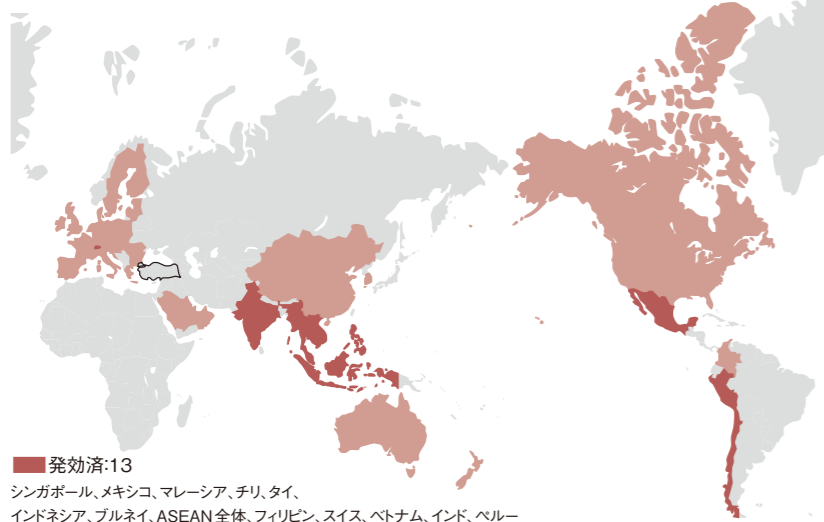 発効済:13
シンガポール、メキシコ、マレーシア、チリ、タイ、
インドネシア、ブルネイ、ASEAN全体、フィリピン、スイス、ベトナム、インド、ペルー